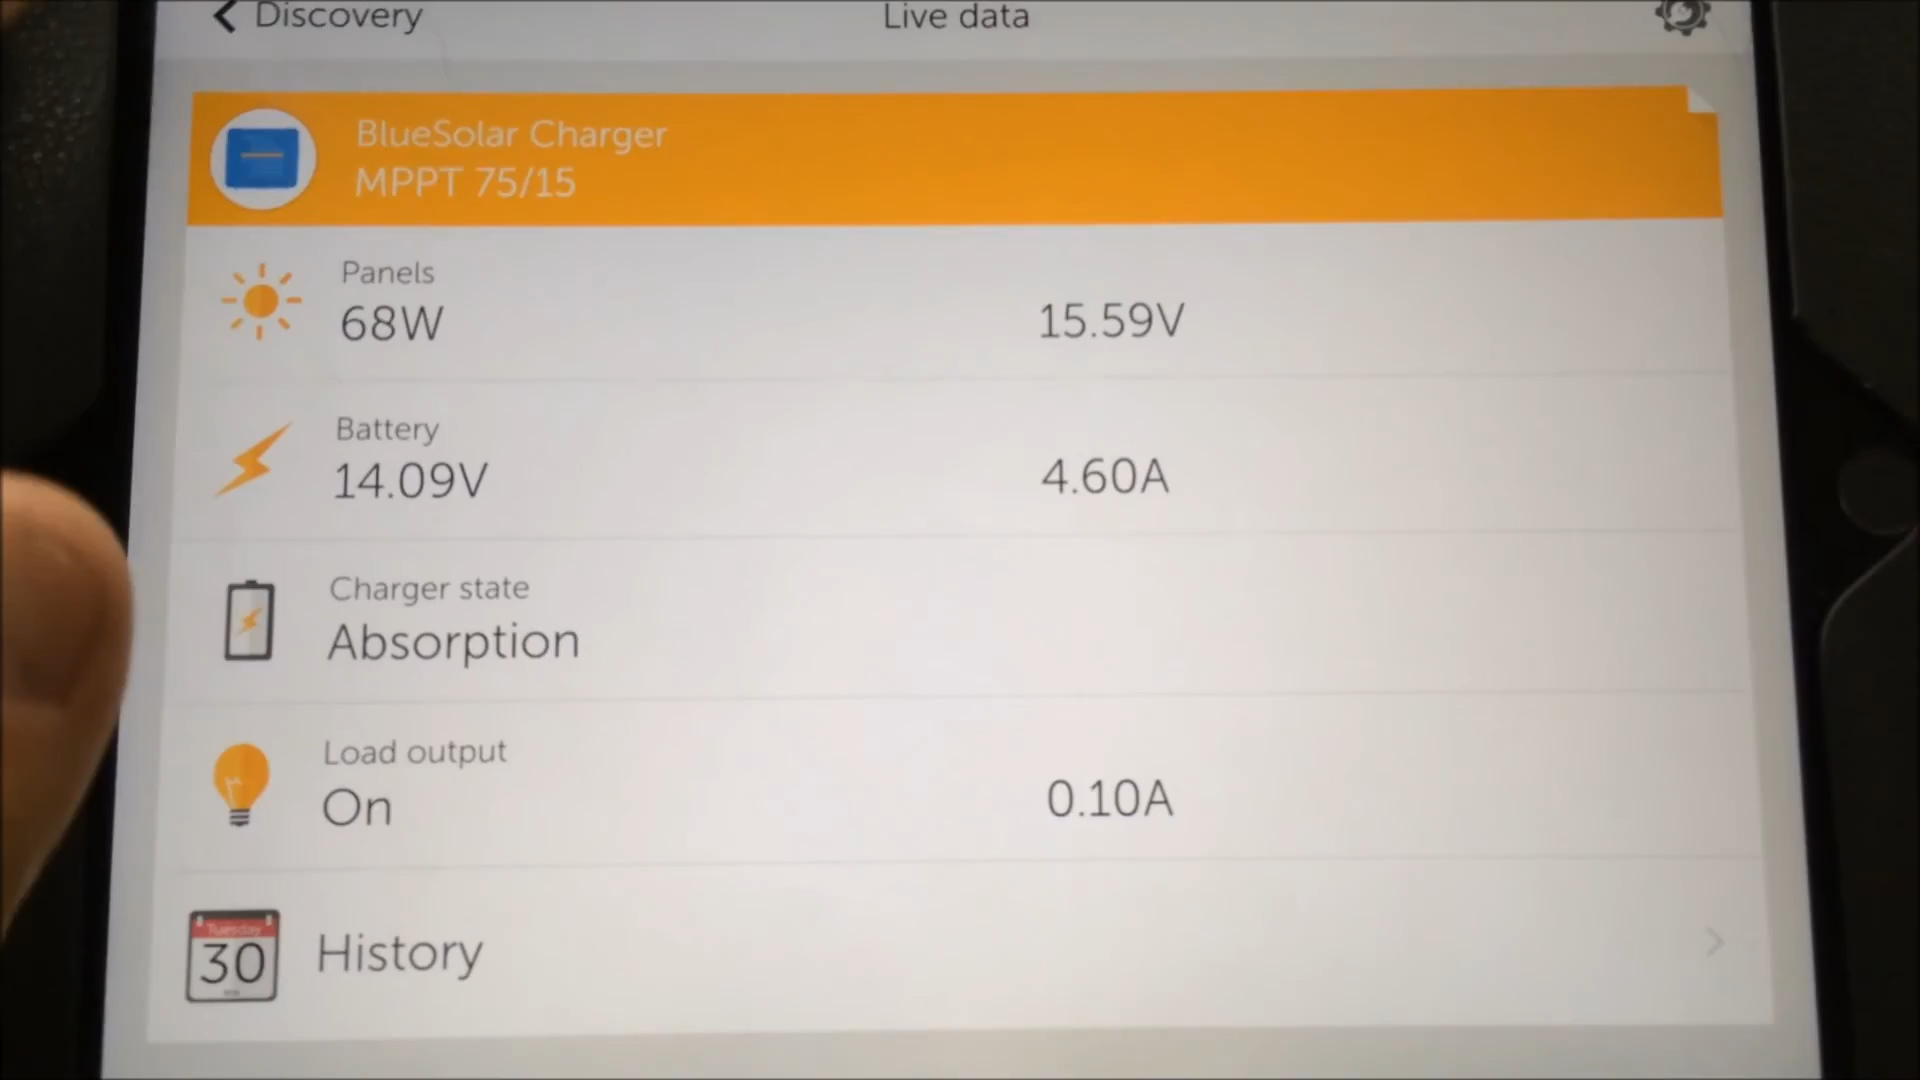 Discovery
Live data
BlueSolar Charger
MPPT 75/15
Panels
68W
15.59V
Battery
14.09V
4.60A
Charger state
Absorption
Load output
On
0.10A
Tuesday
30
History